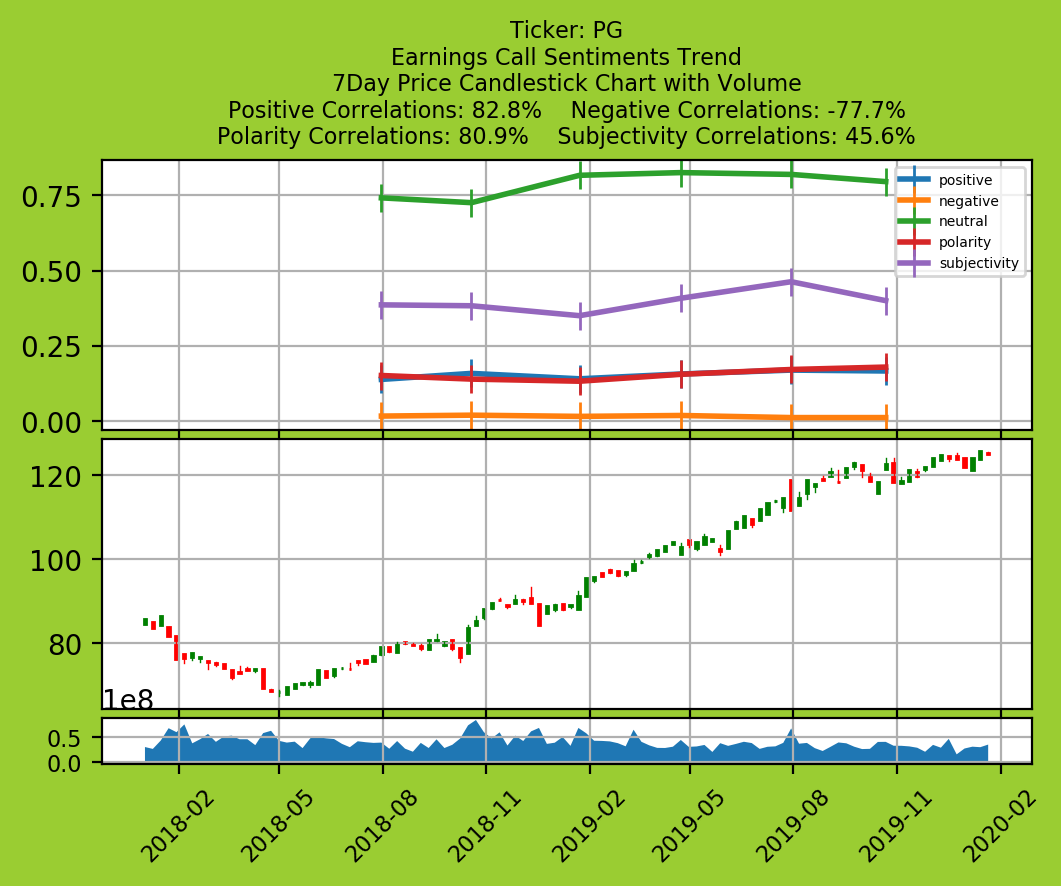 Ticker: PG
Earnings Call Sentiments Trend
7Day Price Candlestick Chart with Volume
Positive Correlations: 82.8%    Negative Correlations: -77.7%
Polarity Correlations: 80.9%    Subjectivity Correlations: 45.6%
0.75
0.50
0.25
0.00
positive
negative
neutral
polarity
subjectivity
120
100
80
1e8
0.5
0.0
2018-02
2018-05
2018-08
2018-11
2019-02
2019-05
2019-08
2019-11
2020-02